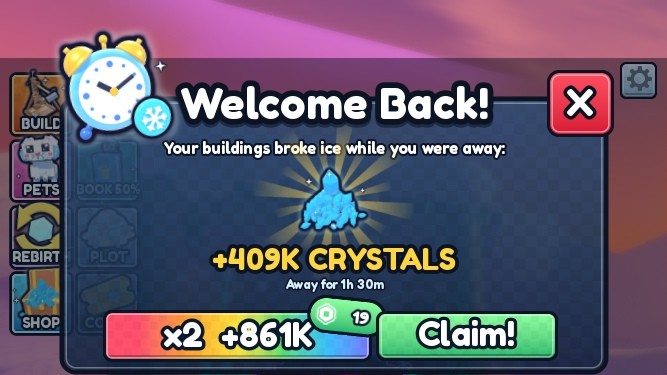 Welcome Back!
Your buildings broke ice while you were away:
BUILD
PETS
BOOK 50%
REBIRT
PLOT
SHOP
+409K CRYSTALS
Away for 1h 30m
19
x2 +861K
Claim!